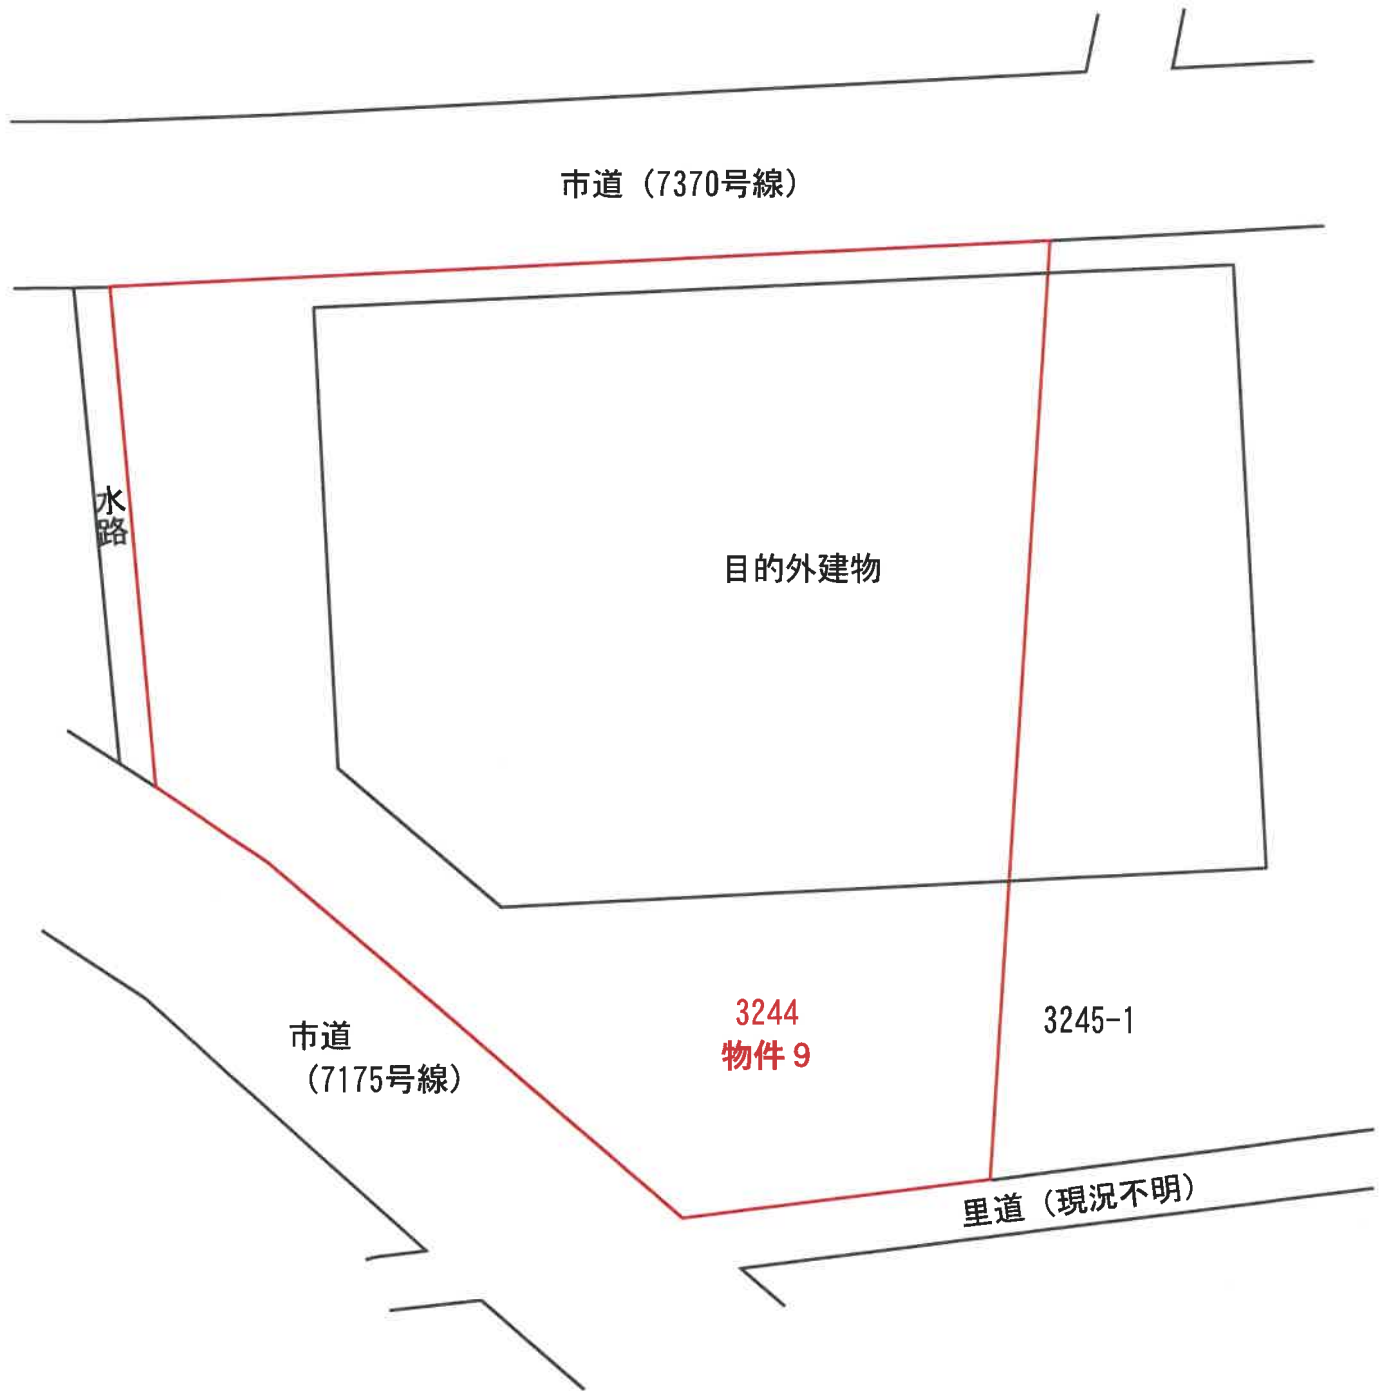 市道（7370号線）
水路
目的外建物
3244
物件９
3245-1
市道
（7175号線）
里道（現況不明）